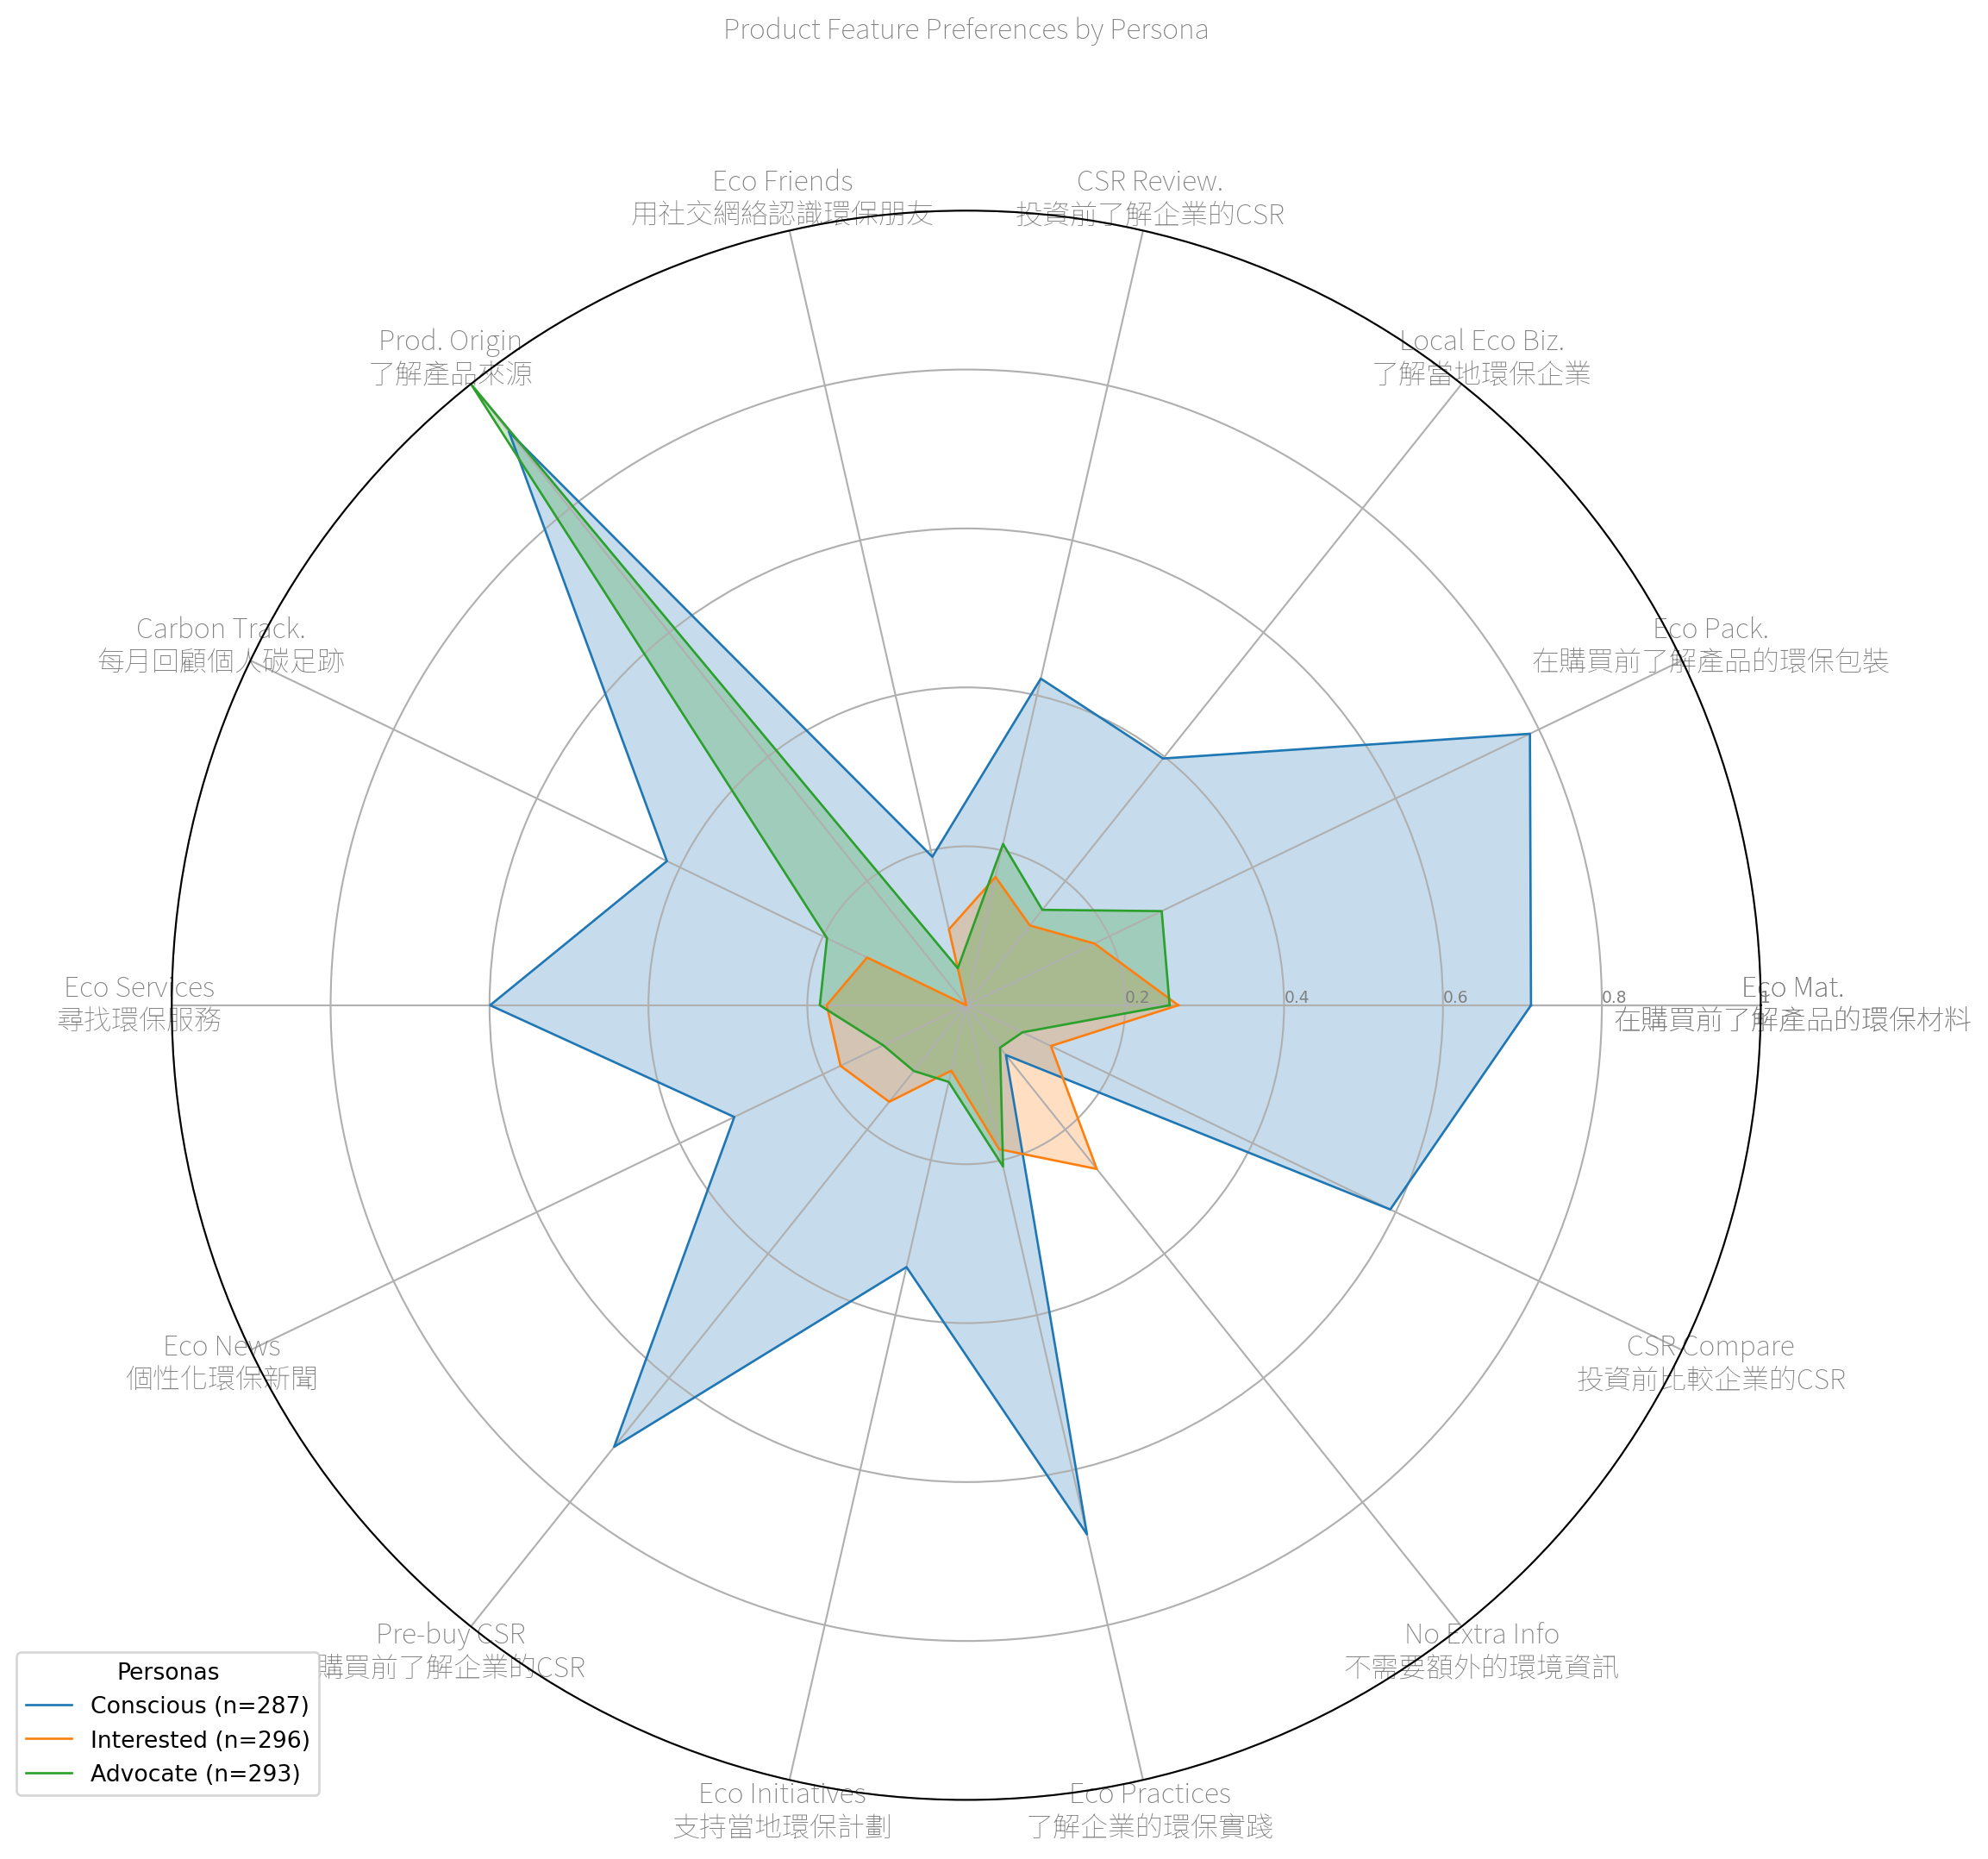 Product Feature Preferences by Persona
Eco Friends
用社交網絡認識環保朋友
CSR Review.
投資前了解企業的CSR
Prod. Origin
了解產品來源
Local Eco Biz.
了解當地環保企業
Carbon Track.
每月回顧個人碳足跡
Eco Pack.
在購買前了解產品的環保包裝
Eco Services
尋找環保服務
0.2
0.4
0.6
0.8
1
Eco Mat.
在購買前了解產品的環保材料
Eco News
個性化環保新聞
CSR Compare
投資前比較企業的CSR
Pre-buy CSR
購買前了解企業的CSR
No Extra Info
不需要額外的環境資訊
Personas
Conscious (n=287)
Interested (n=296)
Advocate (n=293)
Eco Initiatives
支持當地環保計劃
Eco Practices
了解企業的環保實踐